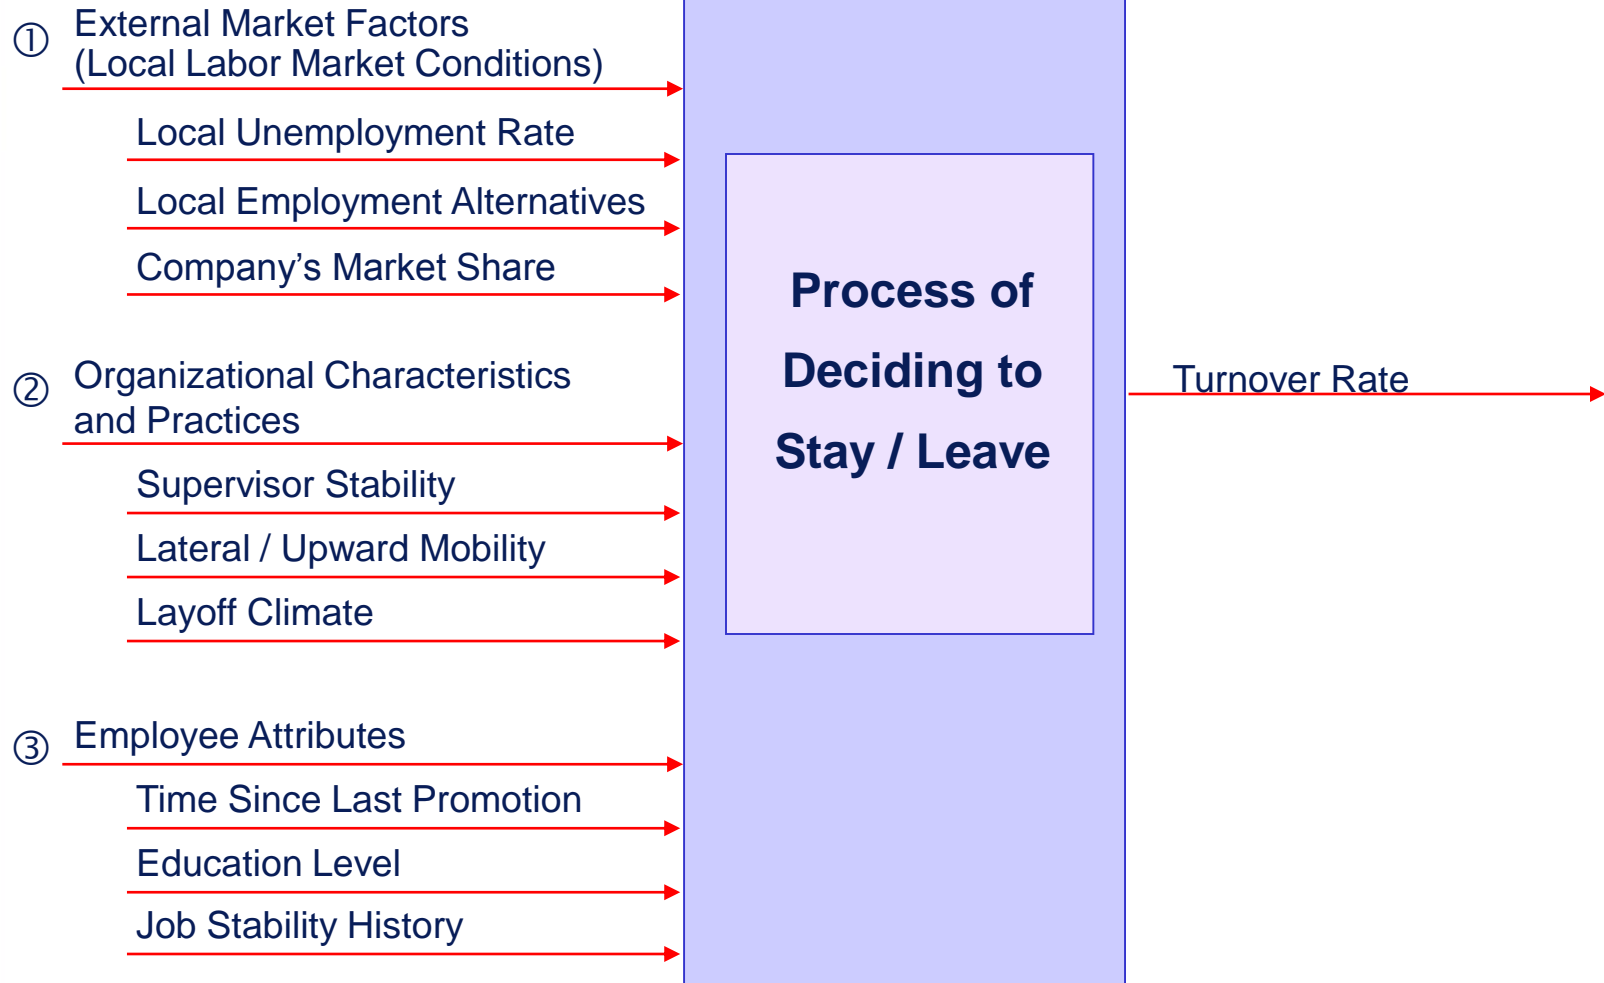 ① External Market Factors
(Local Labor Market Conditions)
Local Unemployment Rate
Local Employment Alternatives
Company’s Market Share
② Organizational Characteristics
and Practices
Supervisor Stability
Lateral / Upward Mobility
Layoff Climate
③ Employee Attributes
Time Since Last Promotion
Education Level
Job Stability History
Process of
Deciding to
Stay / Leave
Turnover Rate